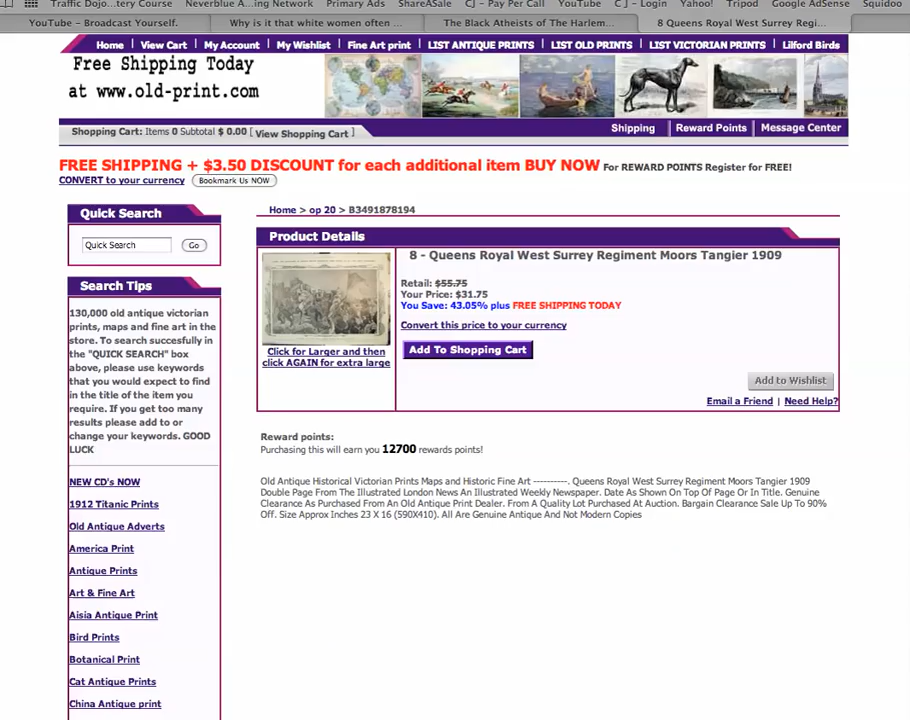 Traffic Dojo...tery Course Neverblue A...ing Network Primary Ads ShareASale CJ - Pay Per Call YouTube C J - Login Yahoo! Tripod Google AdSense Squidoo
YouTube – Broadcast Yourself. Why is it that white women often ... The Black Atheists of The Harlem... 8 Queens Royal West Surrey Regi...
Home | View Cart | My Account | My Wishlist | Fine Art print | LIST ANTIQUE PRINTS | LIST OLD PRINTS | LIST VICTORIAN PRINTS | Lilford Birds
Free Shipping Today
at www.old-print.com
Shopping Cart: Items 0 Subtotal $ 0.00 [ View Shopping Cart ]
Shipping | Reward Points | Message Center
FREE SHIPPING + $3.50 DISCOUNT for each additional item BUY NOW For REWARD POINTS Register for FREE!
CONVERT to your currency Bookmark Us NOW
Quick Search
Quick Search Go
Search Tips
130,000 old antique victorian
prints, maps and fine art in the
store. To search succesfully in
the "QUICK SEARCH" box
above, please use keywords
that you would expect to find
in the title of the item you
require. If you get too many
results please add to or
change your keywords. GOOD
LUCK
NEW CD's NOW
1912 Titanic Prints
Old Antique Adverts
America Print
Antique Prints
Art & Fine Art
Aisia Antique Print
Bird Prints
Botanical Print
Cat Antique Prints
China Antique print
Home > op 20 > B3491878194
Product Details
8 - Queens Royal West Surrey Regiment Moors Tangier 1909
Retail: $55.75
Your Price: $31.75
You Save: 43.05% plus FREE SHIPPING TODAY
Convert this price to your currency
Add To Shopping Cart
Click for Larger and then
click AGAIN for extra large
Add to Wishlist
Email a Friend | Need Help?
Reward points:
Purchasing this will earn you 12700 rewards points!
Old Antique Historical Victorian Prints Maps and Historic Fine Art ----------. Queens Royal West Surrey Regiment Moors Tangier 1909
Double Page From The Illustrated London News An Illustrated Weekly Newspaper. Date As Shown On Top Of Page Or In Title. Genuine
Clearance As Purchased From An Old Antique Print Dealer. From A Quality Lot Purchased At Auction. Bargain Clearance Sale Up To 90%
Off. Size Approx Inches 23 X 16 (590X410). All Are Genuine Antique And Not Modern Copies